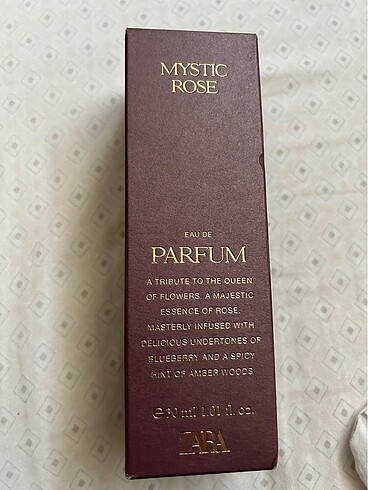 MYSTIC
ROSE
EAU DE
PARFUM
A TRIBUTE TO THE QUEEN
OF FLOWERS. A MAJESTIC
ESSENCE OF ROSE,
MASTERLY INFUSED WITH
DELICIOUS UNDERTONES OF
BLUEBERRY AND A SPICY
HINT OF AMBER WOODS
℮30 ml 1.01 fl. oz.
ZARA